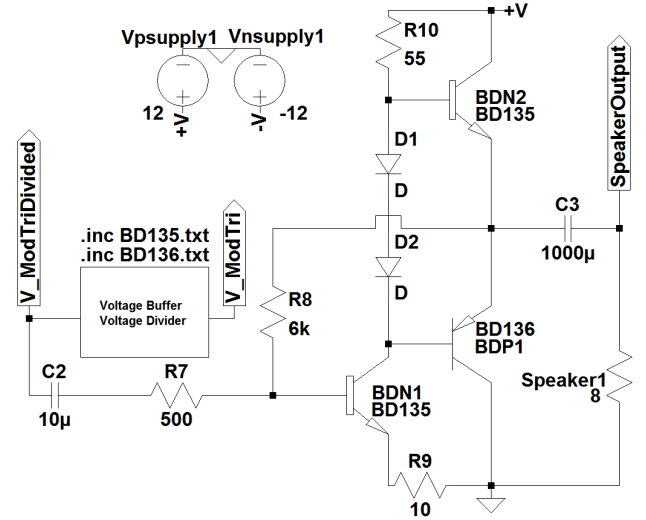 Vpsupply1 Vnsupply1
12
+V
-V
-12
+V
R10
55
BDN2
BD135
SpeakerOutput
D1
D
D2
D
C3
1000µ
V_ModTriDivided
.inc BD135.txt
.inc BD136.txt
V_ModTri
Voltage Buffer
Voltage Divider
R8
6k
BD136
BDP1
C2
10µ
R7
500
BDN1
BD135
Speaker1
8
R9
10